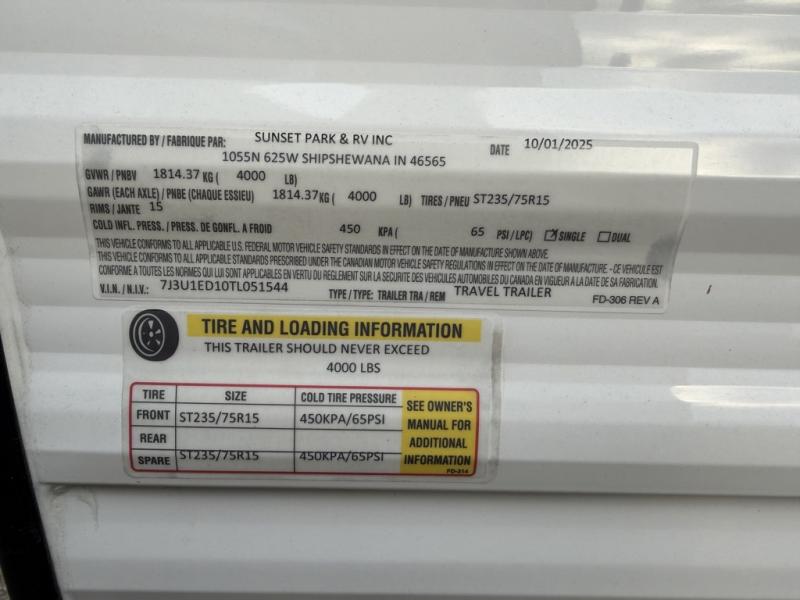 MANUFACTURED BY / FABRIQUE PAR: SUNSET PARK & RV INC DATE 10/01/2025
1055N 625W SHIPSHEWANA IN 46565
GVWR / PNBV 1814.37 KG ( 4000 LB)
GAWR (EACH AXLE) / PNBE (CHAQUE ESSIEU) 1814.37 KG ( 4000 LB) TIRES / PNEU ST235/75R15
RIMS / JANTE 15
COLD INFL. PRESS. / PRESS. DE GONFL. A FROID 450 KPA ( 65 PSI / LPC) ☒ SINGLE ☐ DUAL
THIS VEHICLE CONFORMS TO ALL APPLICABLE U.S. FEDERAL MOTOR VEHICLE SAFETY STANDARDS IN EFFECT ON THE DATE OF MANUFACTURE SHOWN ABOVE.
THIS VEHICLE CONFORMS TO ALL APPLICABLE STANDARDS PRESCRIBED UNDER THE CANADIAN MOTOR VEHICLE SAFETY REGULATIONS IN EFFECT ON THE DATE OF MANUFACTURE - CE VEHICULE EST
CONFORME A TOUTES LES NORMES QUI LUI SONT APPLICABLES EN VERTU DU REGLEMENT SUR LA SECURITE DES VEHICULES AUTOMOBILES DU CANADA EN VIGUEUR A LA DATE DE SA FABRICATION.
V.I.N. / N.I.V.: 7J3U1ED10TL051544 TYPE / TYPE: TRAILER TRA / REM TRAVEL TRAILER FD-306 REV A
TIRE AND LOADING INFORMATION
THIS TRAILER SHOULD NEVER EXCEED
4000 LBS
TIRE SIZE COLD TIRE PRESSURE
FRONT ST235/75R15 450KPA/65PSI
REAR
SPARE ST235/75R15 450KPA/65PSI
SEE OWNER'S
MANUAL FOR
ADDITIONAL
INFORMATION
FD-314